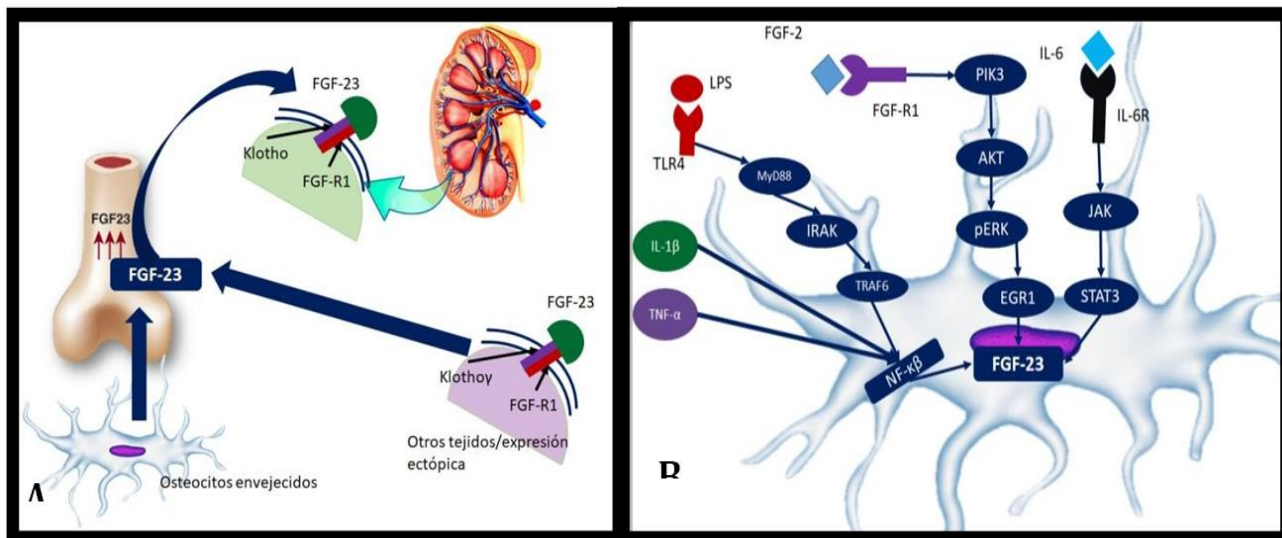 FGF-23
Klotho
FGF-R1
FGF23
FGF-23
FGF-23
Klothoγ
FGF-R1
Otros tejidos/expresión
ectópica
Osteocitos envejecidos
A
FGF-2
IL-6
LPS
PIK3
FGF-R1
IL-6R
TLR4
MyD88
AKT
IRAK
JAK
pERK
IL-1β
TRAF6
EGR1
STAT3
TNF-α
NF-κβ
FGF-23
B